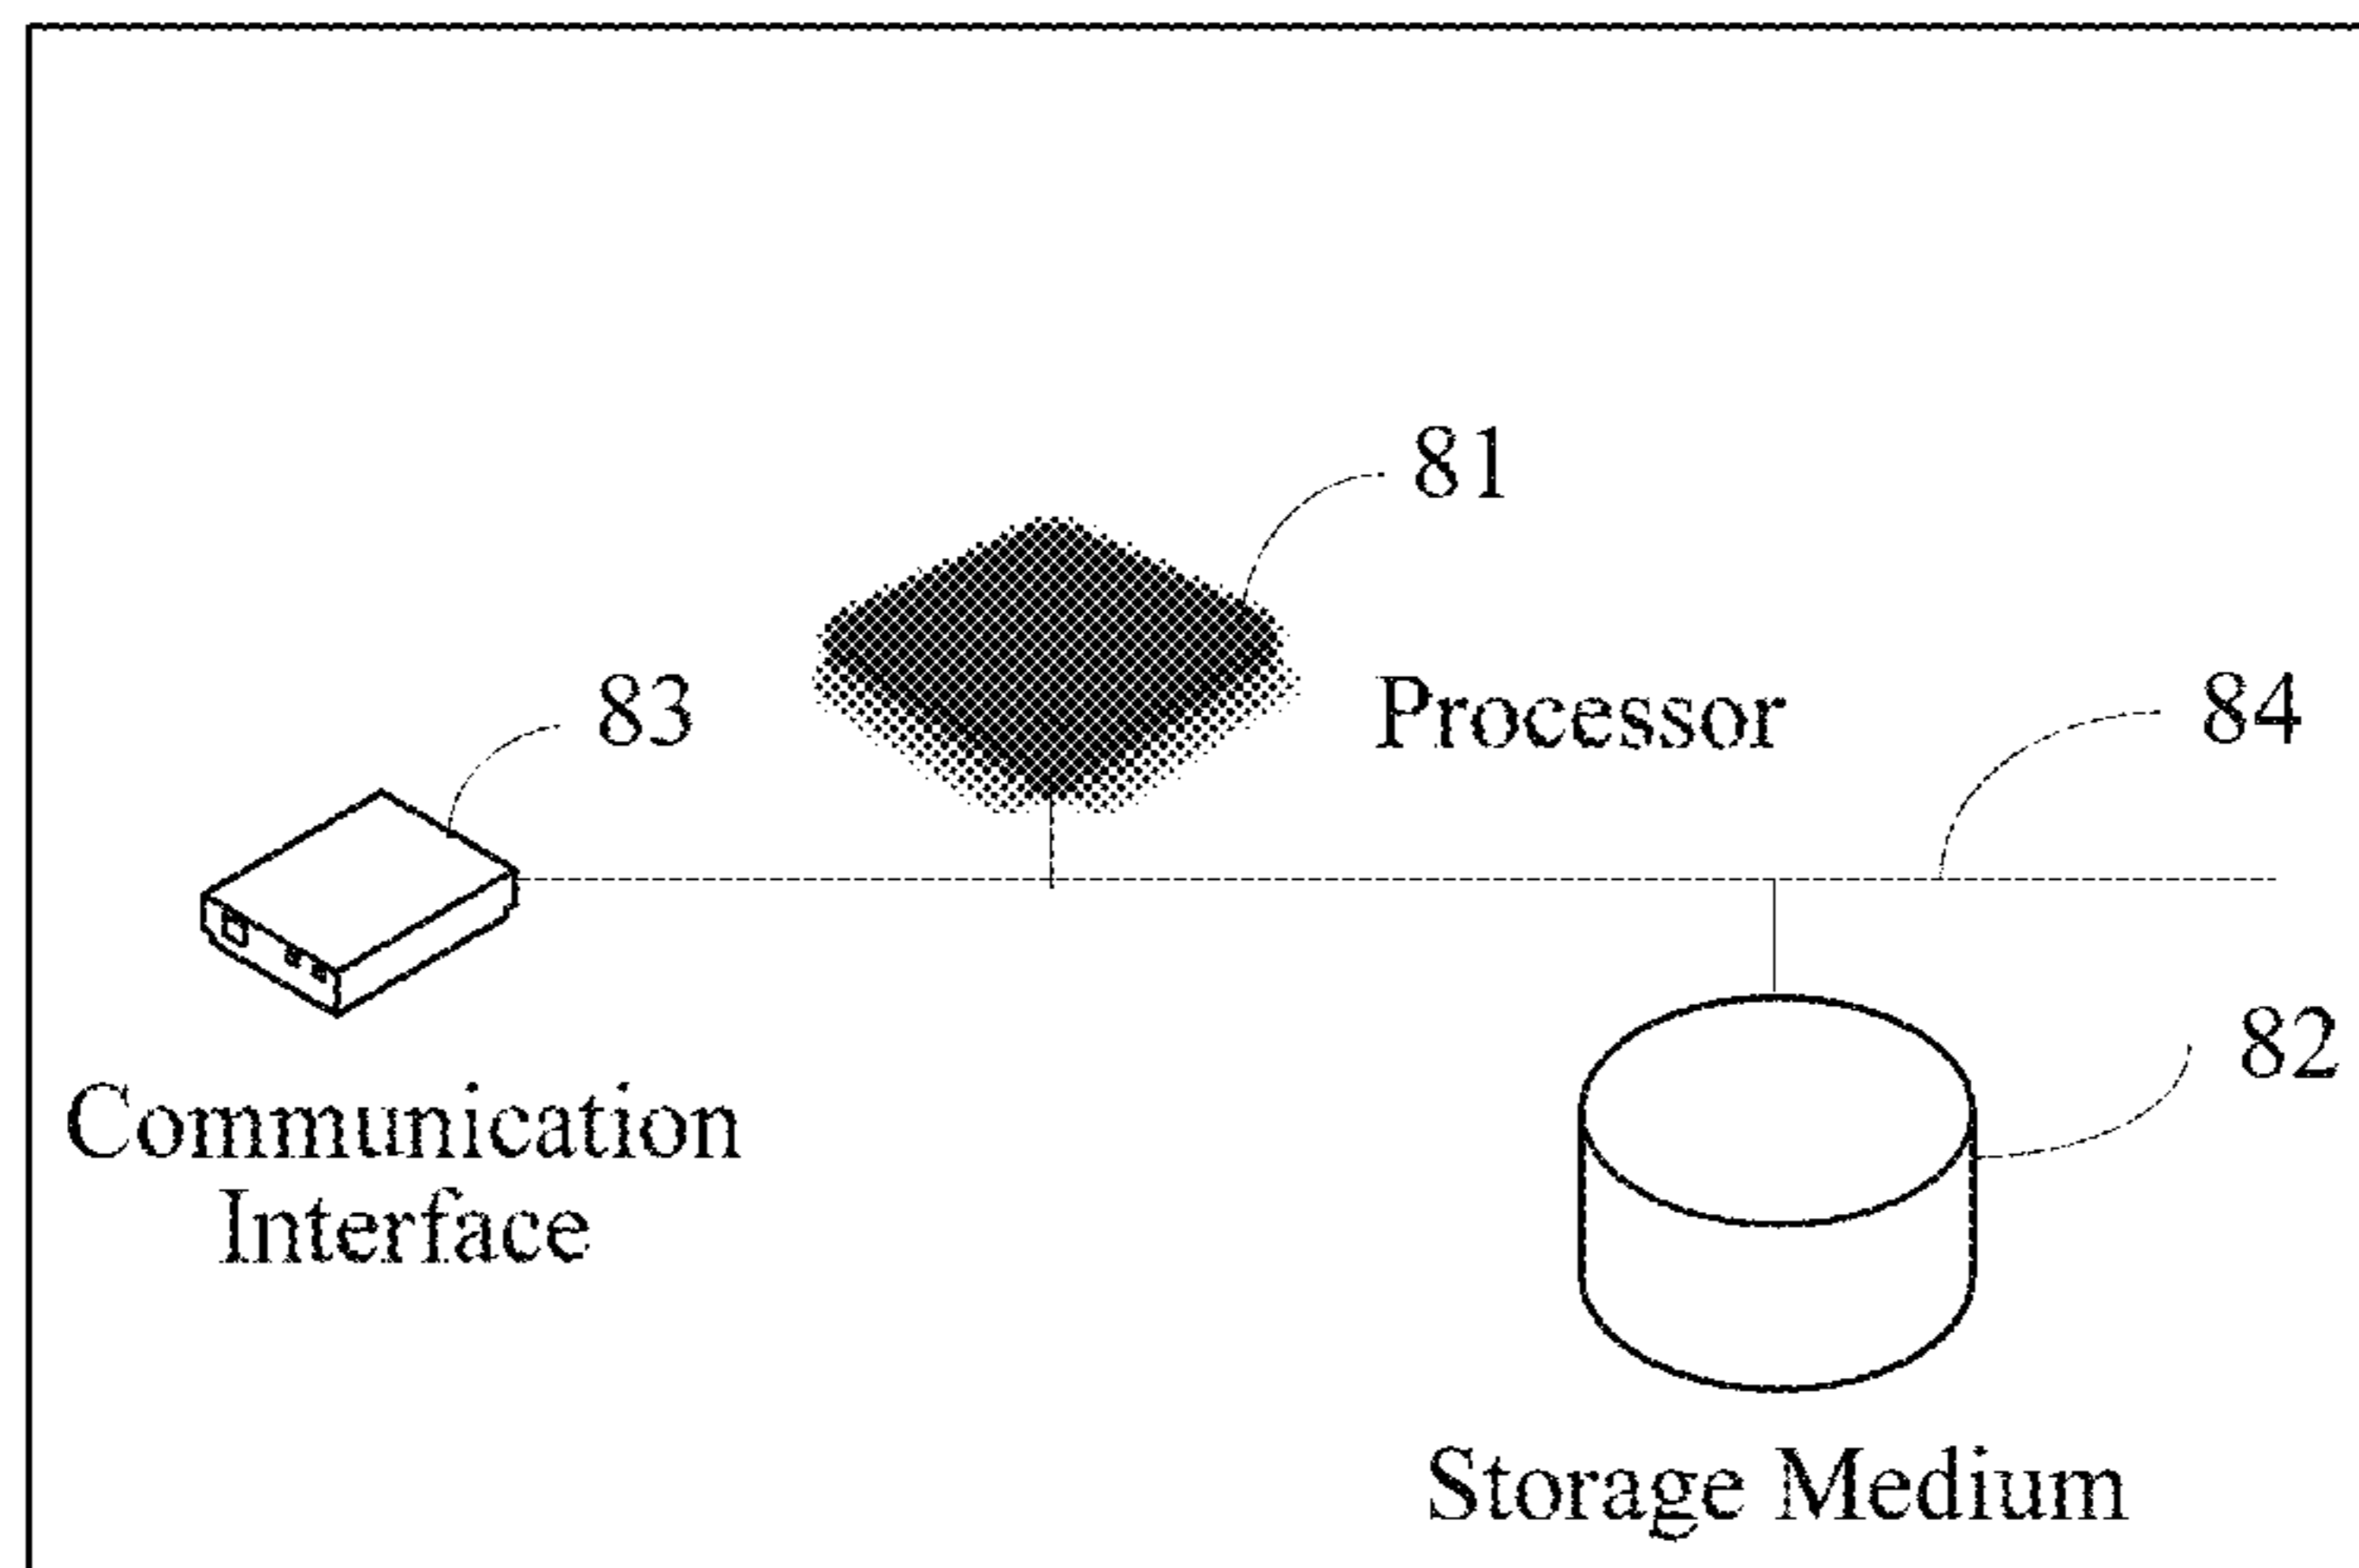 81
83
Processor
84
82
Communication
Interface
Storage Medium